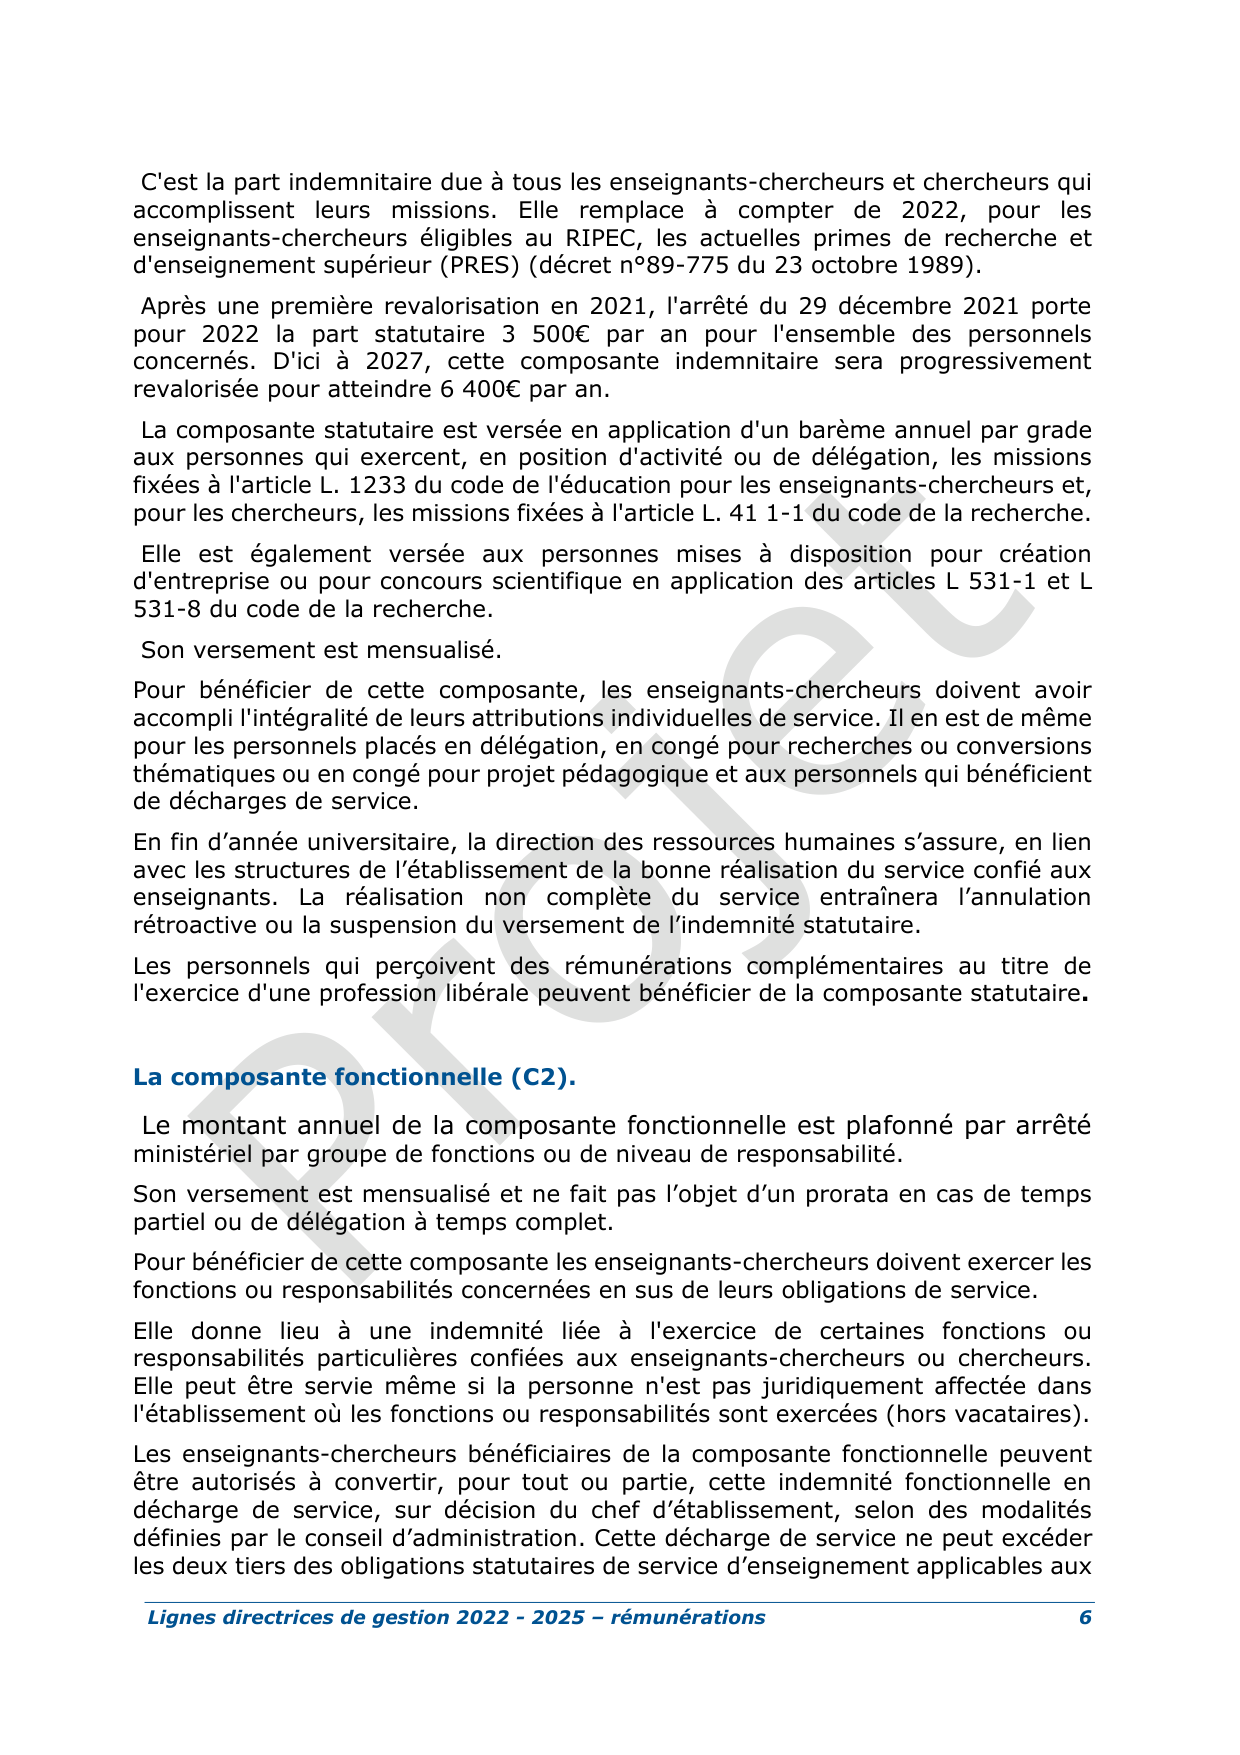 C'est la part indemnitaire due à tous les enseignants-chercheurs et chercheurs qui
accomplissent leurs missions. Elle remplace à compter de 2022, pour les
enseignants-chercheurs éligibles au RIPEC, les actuelles primes de recherche et
d'enseignement supérieur (PRES) (décret n°89-775 du 23 octobre 1989).
Après une première revalorisation en 2021, l'arrêté du 29 décembre 2021 porte
pour 2022 la part statutaire 3 500€ par an pour l'ensemble des personnels
concernés. D'ici à 2027, cette composante indemnitaire sera progressivement
revalorisée pour atteindre 6 400€ par an.
La composante statutaire est versée en application d'un barème annuel par grade
aux personnes qui exercent, en position d'activité ou de délégation, les missions
fixées à l'article L. 1233 du code de l'éducation pour les enseignants-chercheurs et,
pour les chercheurs, les missions fixées à l'article L. 41 1-1 du code de la recherche.
Elle est également versée aux personnes mises à disposition pour création
d'entreprise ou pour concours scientifique en application des articles L 531-1 et L
531-8 du code de la recherche.
Son versement est mensualisé.
Pour bénéficier de cette composante, les enseignants-chercheurs doivent avoir
accompli l'intégralité de leurs attributions individuelles de service. Il en est de même
pour les personnels placés en délégation, en congé pour recherches ou conversions
thématiques ou en congé pour projet pédagogique et aux personnels qui bénéficient
de décharges de service.
En fin d’année universitaire, la direction des ressources humaines s’assure, en lien
avec les structures de l’établissement de la bonne réalisation du service confié aux
enseignants. La réalisation non complète du service entraînera l’annulation
rétroactive ou la suspension du versement de l’indemnité statutaire.
Les personnels qui perçoivent des rémunérations complémentaires au titre de
l'exercice d'une profession libérale peuvent bénéficier de la composante statutaire.
La composante fonctionnelle (C2).
Le montant annuel de la composante fonctionnelle est plafonné par arrêté
ministériel par groupe de fonctions ou de niveau de responsabilité.
Son versement est mensualisé et ne fait pas l’objet d’un prorata en cas de temps
partiel ou de délégation à temps complet.
Pour bénéficier de cette composante les enseignants-chercheurs doivent exercer les
fonctions ou responsabilités concernées en sus de leurs obligations de service.
Elle donne lieu à une indemnité liée à l'exercice de certaines fonctions ou
responsabilités particulières confiées aux enseignants-chercheurs ou chercheurs.
Elle peut être servie même si la personne n'est pas juridiquement affectée dans
l'établissement où les fonctions ou responsabilités sont exercées (hors vacataires).
Les enseignants-chercheurs bénéficiaires de la composante fonctionnelle peuvent
être autorisés à convertir, pour tout ou partie, cette indemnité fonctionnelle en
décharge de service, sur décision du chef d’établissement, selon des modalités
définies par le conseil d’administration. Cette décharge de service ne peut excéder
les deux tiers des obligations statutaires de service d’enseignement applicables aux
Lignes directrices de gestion 2022 - 2025 – rémunérations 6
Projet